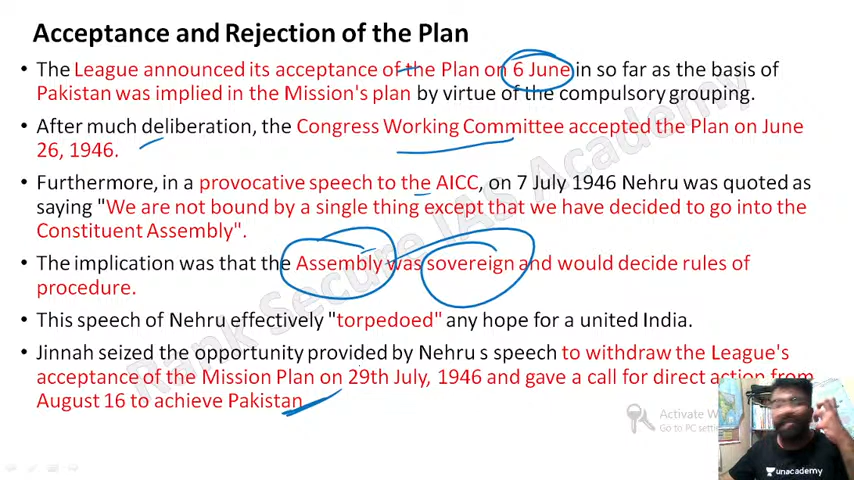 Acceptance and Rejection of the Plan
• The League announced its acceptance of the Plan on 6 June in so far as the basis of
Pakistan was implied in the Mission's plan by virtue of the compulsory grouping.
• After much deliberation, the Congress Working Committee accepted the Plan on June
26, 1946.
• Furthermore, in a provocative speech to the AICC, on 7 July 1946 Nehru was quoted as
saying "We are not bound by a single thing except that we have decided to go into the
Constituent Assembly".
• The implication was that the Assembly was sovereign and would decide rules of
procedure.
• This speech of Nehru effectively "torpedoed" any hope for a united India.
• Jinnah seized the opportunity provided by Nehru s speech to withdraw the League's
acceptance of the Mission Plan on 29th July, 1946 and gave a call for direct action from
August 16 to achieve Pakistan
Rank Secure IAS Academy
Activate
Go to PC
unacademy